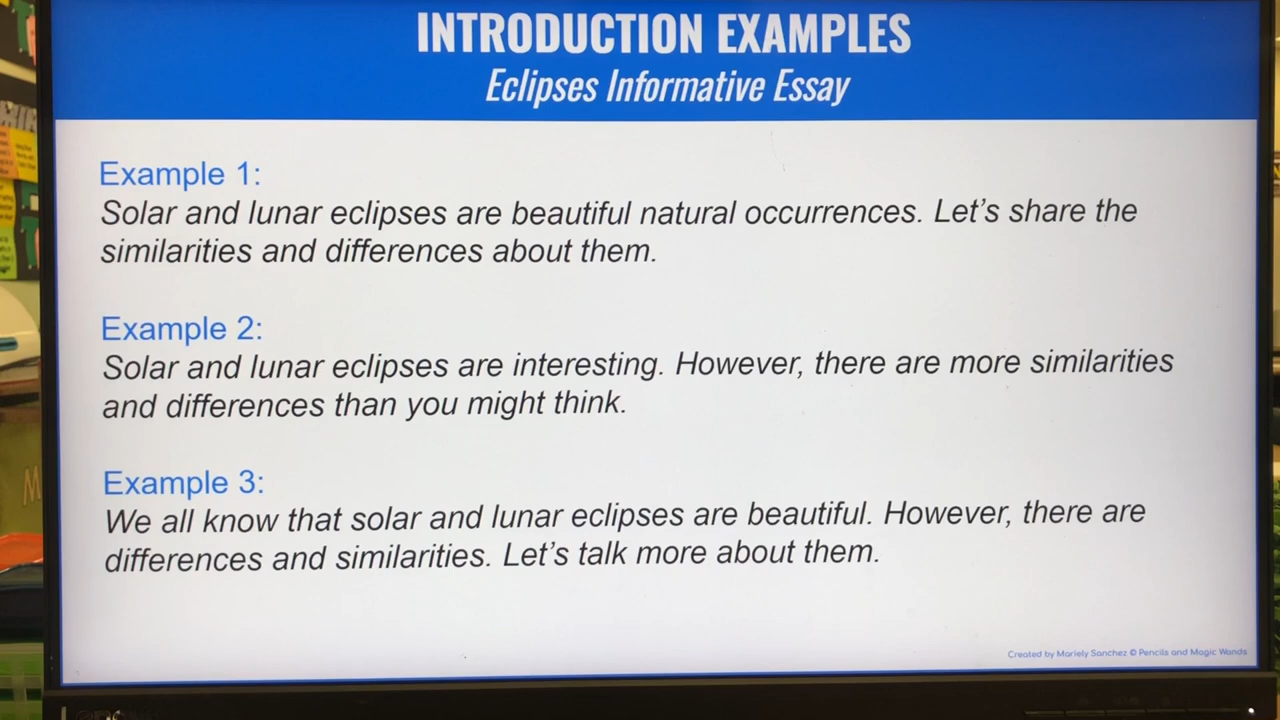 INTRODUCTION EXAMPLES
Eclipses Informative Essay
Example 1:
Solar and lunar eclipses are beautiful natural occurrences. Let's share the
similarities and differences about them.
Example 2:
Solar and lunar eclipses are interesting. However, there are more similarities
and differences than you might think.
Example 3:
We all know that solar and lunar eclipses are beautiful. However, there are
differences and similarities. Let's talk more about them.
Created by Mariely Sanchez © Pencils and Magic Wands